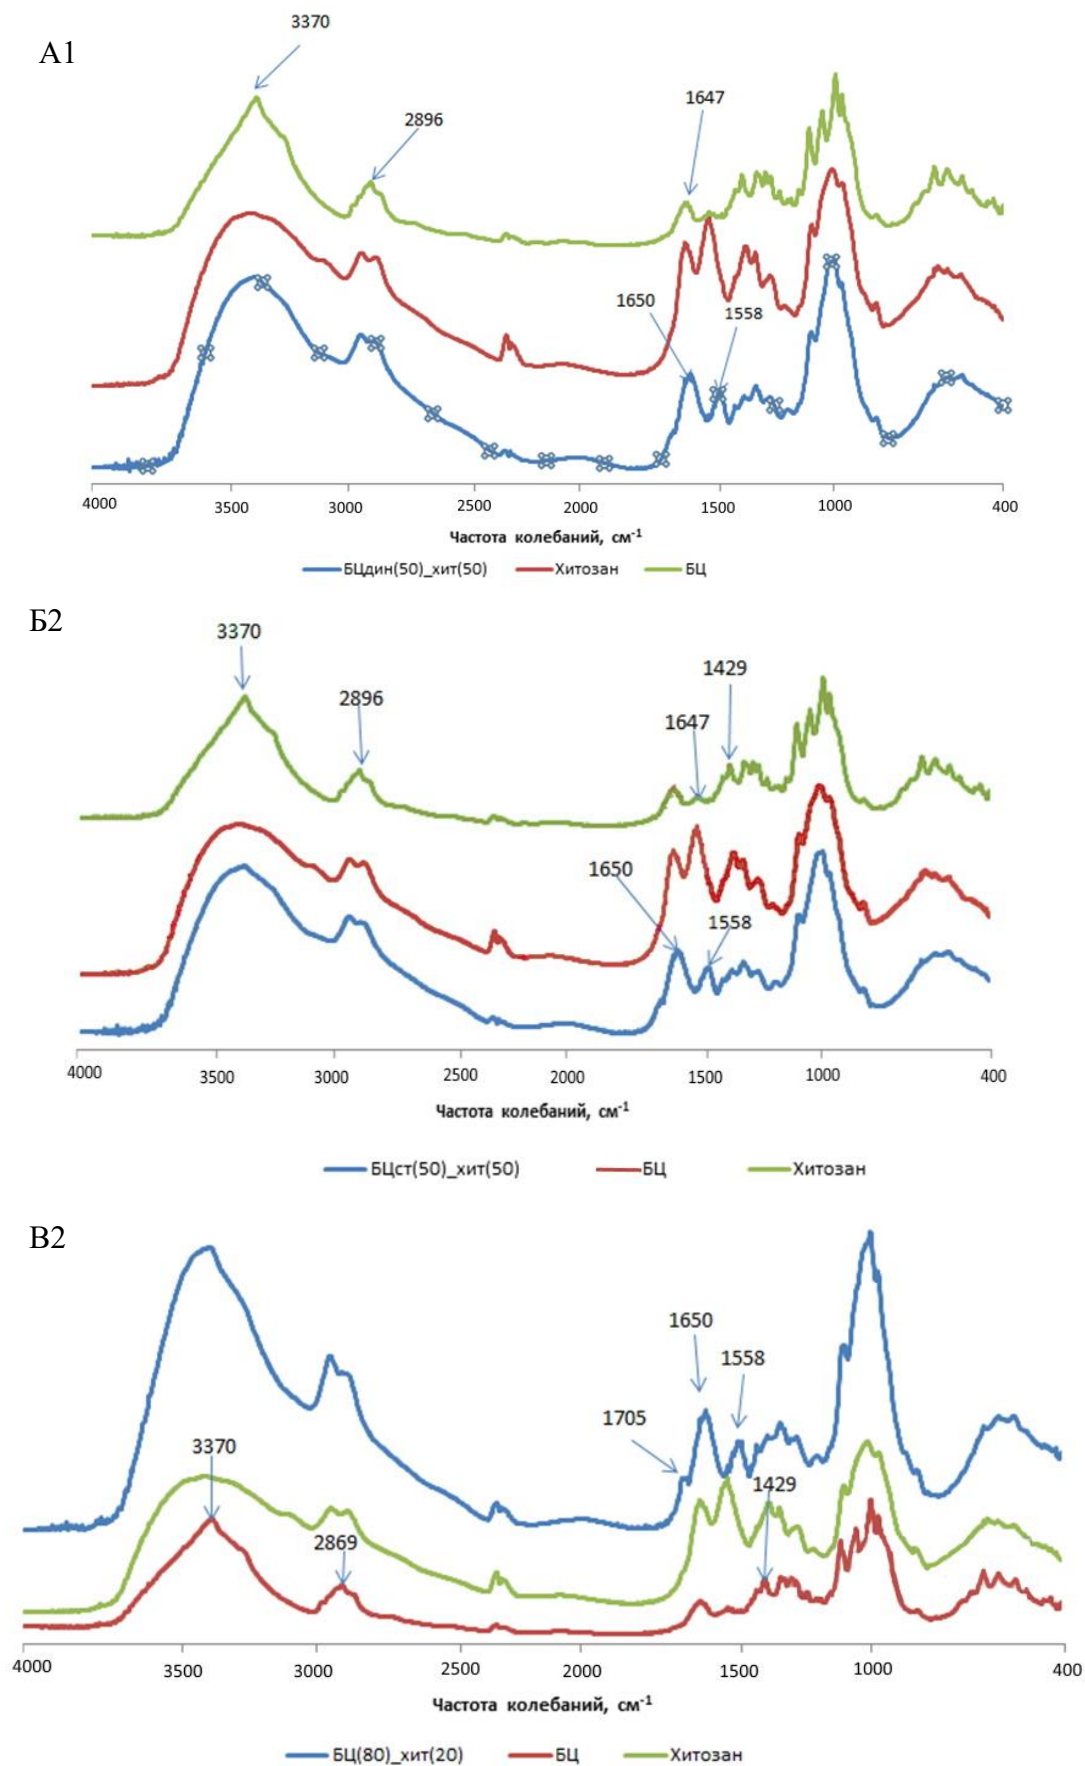 А1
3370
2896
1647
1650
1558
4000 3500 3000 2500 2000 1500 1000 400
Частота колебаний, см-1
БЦдин(50)_хит(50) Хитозан БЦ
Б2
3370
2896
1429
1647
1650
1558
4000 3500 3000 2500 2000 1500 1000 400
Частота колебаний, см-1
БЦст(50)_хит(50) БЦ Хитозан
В2
1650
1558
1705
3370
1429
2869
4000 3500 3000 2500 2000 1500 1000 400
Частота колебаний, см-1
БЦ(80)_хит(20) БЦ Хитозан